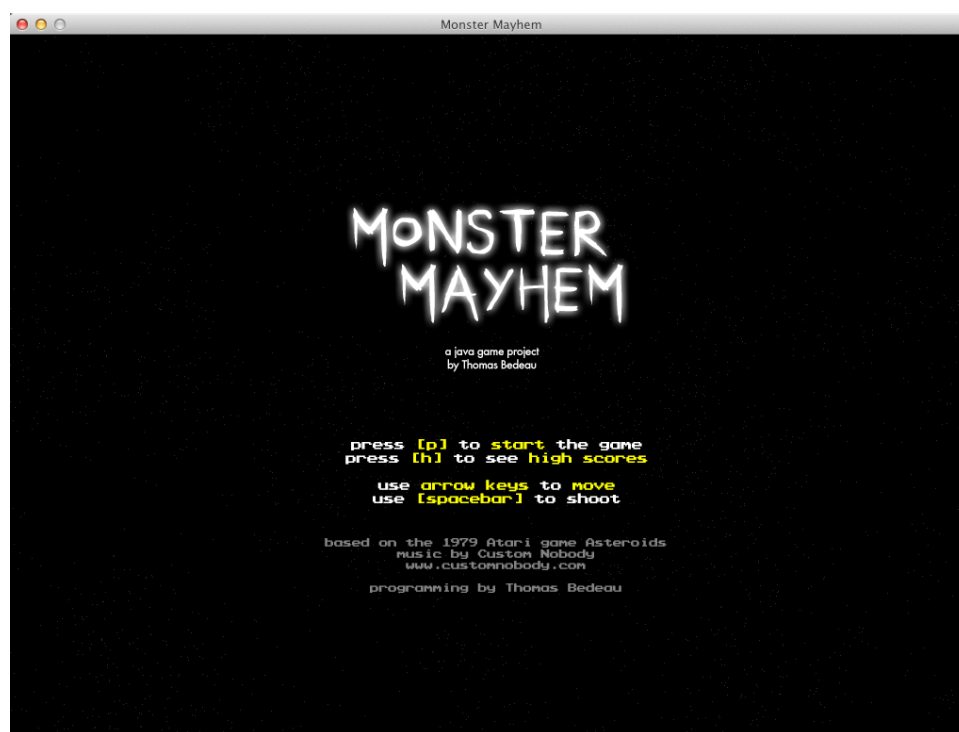 Monster Mayhem
MoNSTER
MAYHEM
a java game project
by Thomas Bedeau
press [p] to start the game
press [h] to see high scores
use arrow keys to move
use [spacebar] to shoot
based on the 1979 Atari game Asteroids
music by Custom Nobody
www.customnobody.com
programming by Thomas Bedeau